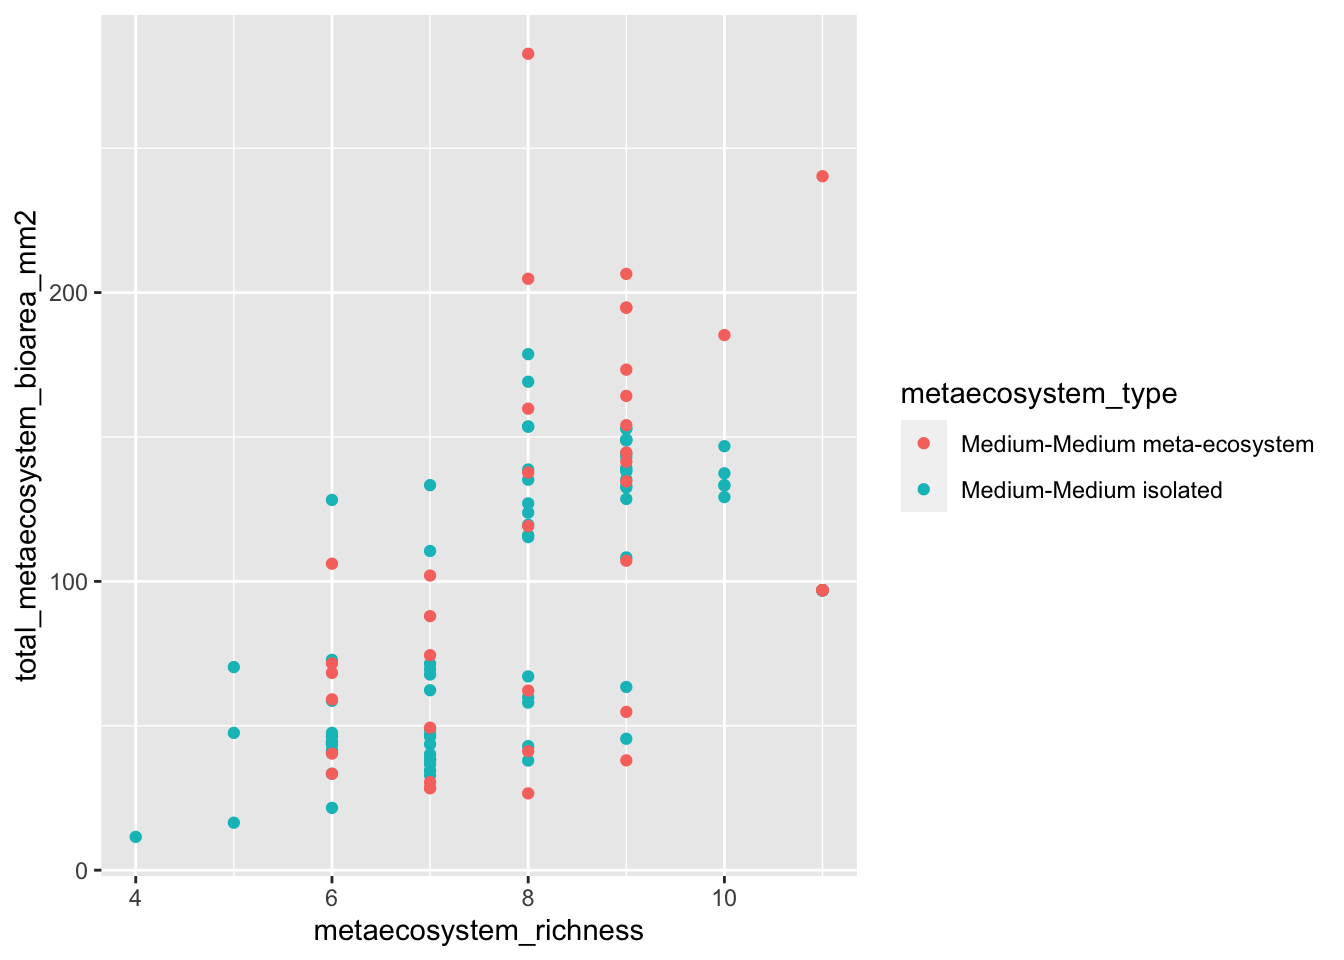 200
100
0
4 6 8 10
metaecosystem_richness
total_metaecosystem_bioarea_mm2
metaecosystem_type
Medium-Medium meta-ecosystem
Medium-Medium isolated